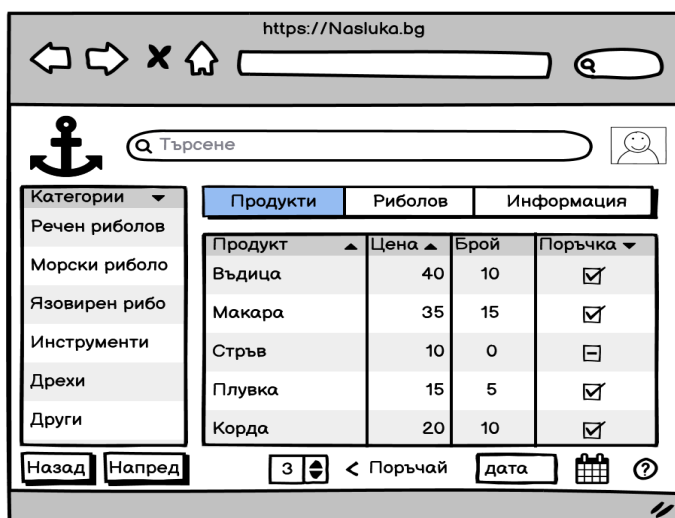 https://Nasluka.bg
Търсене
Категории
Речен риболов
Морски риболо
Язовирен рибо
Инструменти
Дрехи
Други
Продукти Риболов Информация
Продукт Цена Брой Поръчка
Въдица 40 10
Макара 35 15
Стръв 10 0
Плувка 15 5
Корда 20 10
Назад Напред 3 < Поръчай дата ?